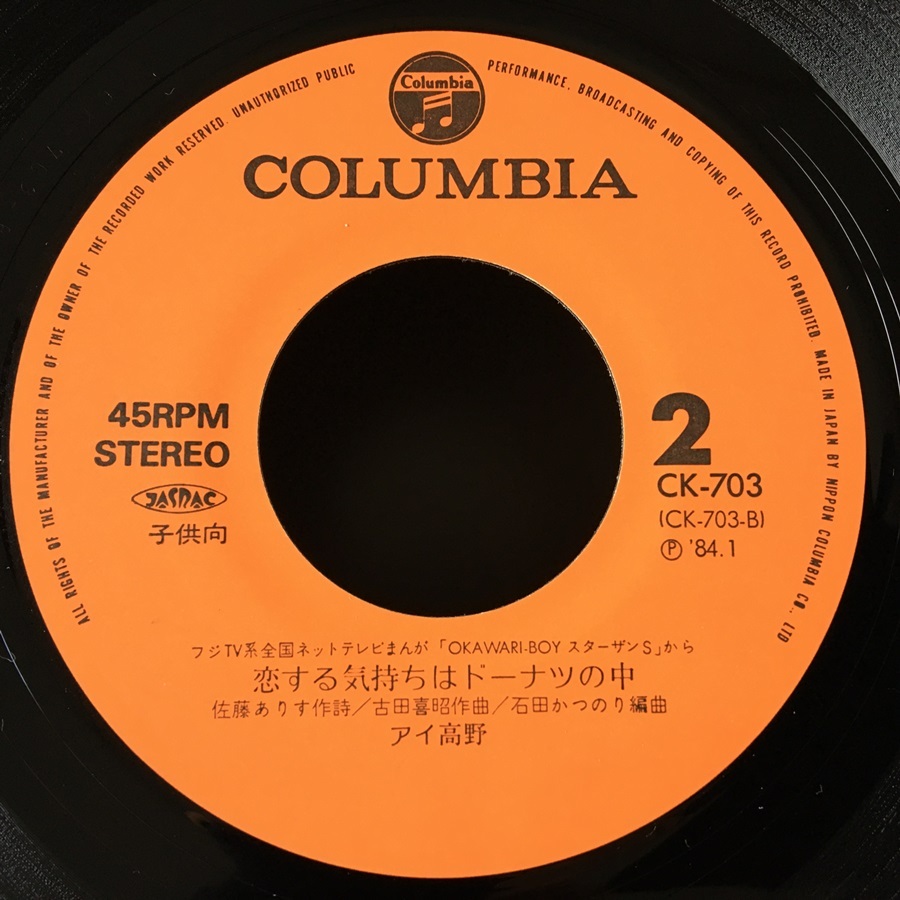 ALL RIGHTS OF THE MANUFACTURER AND OF THE OWNER OF THE RECORDED WORK RESERVED. UNAUTHORIZED PUBLIC PERFORMANCE, BROADCASTING AND COPYING OF THIS RECORD PROHIBITED. MADE IN JAPAN BY NIPPON COLUMBIA CO., LTD
Columbia
COLUMBIA
45RPM
STEREO
JASRAC
子供向
2
CK-703
(CK-703-B)
Ⓟ '84.1
フジTV系全国ネットテレビまんが「OKAWARI-BOY スターザンS」から
恋する気持ちはドーナツの中
佐藤ありす作詩／古田喜昭作曲／石田かつのり編曲
アイ高野